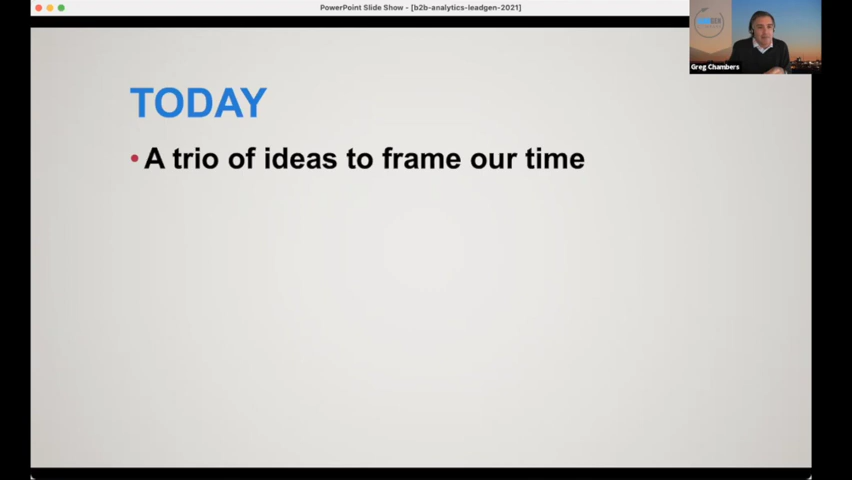 PowerPoint Slide Show - [b2b-analytics-leadgen-2021]
Greg Chambers
TODAY
• A trio of ideas to frame our time